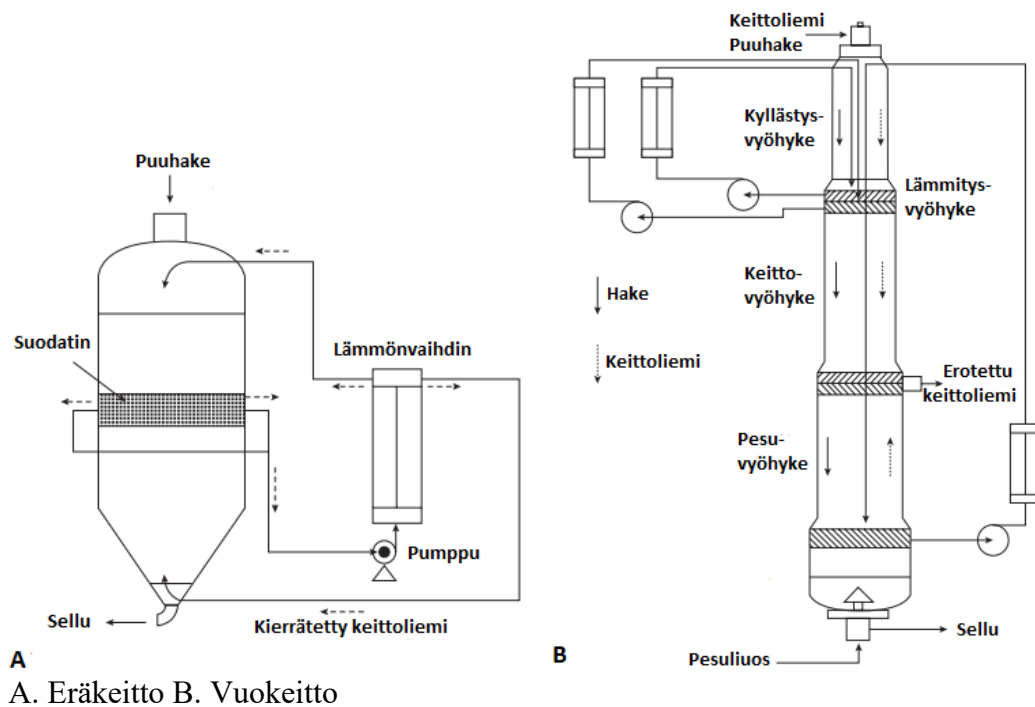 Puuhake
Suodatin
Lämmönvaihdin
Pumppu
Sellu
Kierrätetty keittoliemi
A
Keittoliemi
Puuhake
Kyllästys-
vyöhyke
Lämmitys-
vyöhyke
Keitto-
vyöhyke
Hake
Keittoliemi
Erotettu
keittoliemi
Pesu-
vyöhyke
Sellu
Pesuliuos
B
A. Eräkeitto B. Vuokeitto